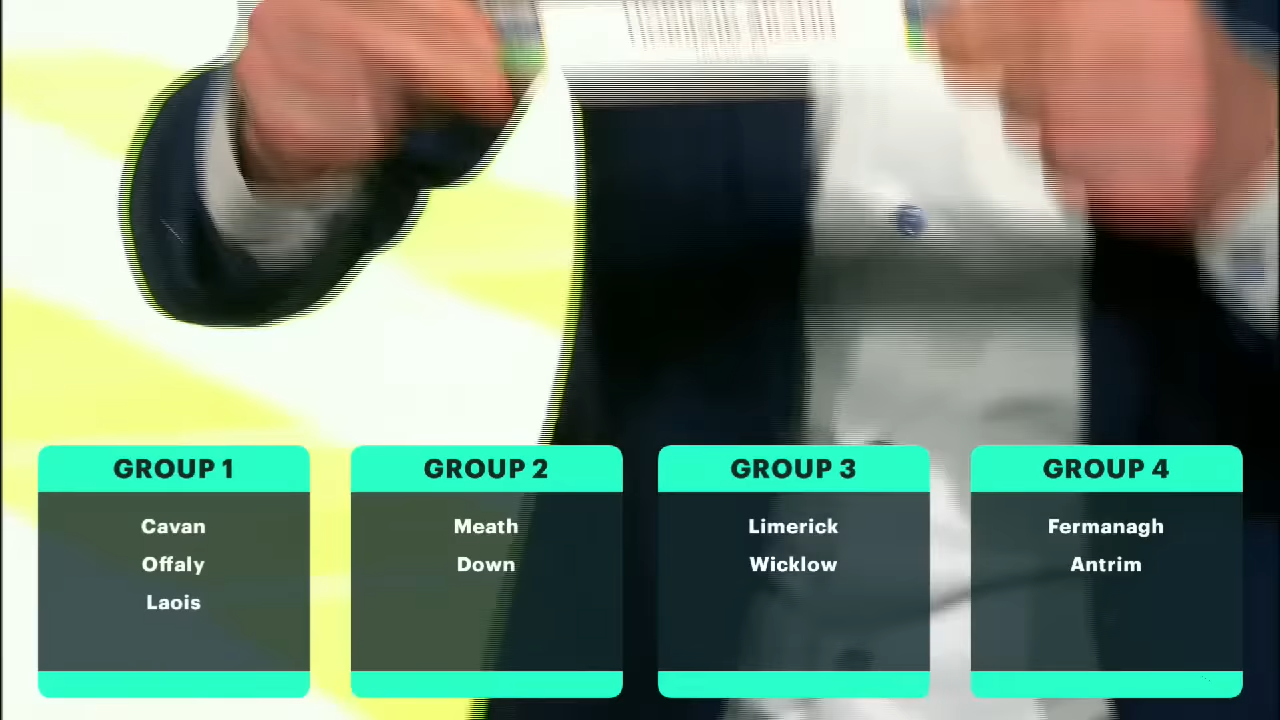 GROUP 1
Cavan
Offaly
Laois
GROUP 2
Meath
Down
GROUP 3
Limerick
Wicklow
GROUP 4
Fermanagh
Antrim